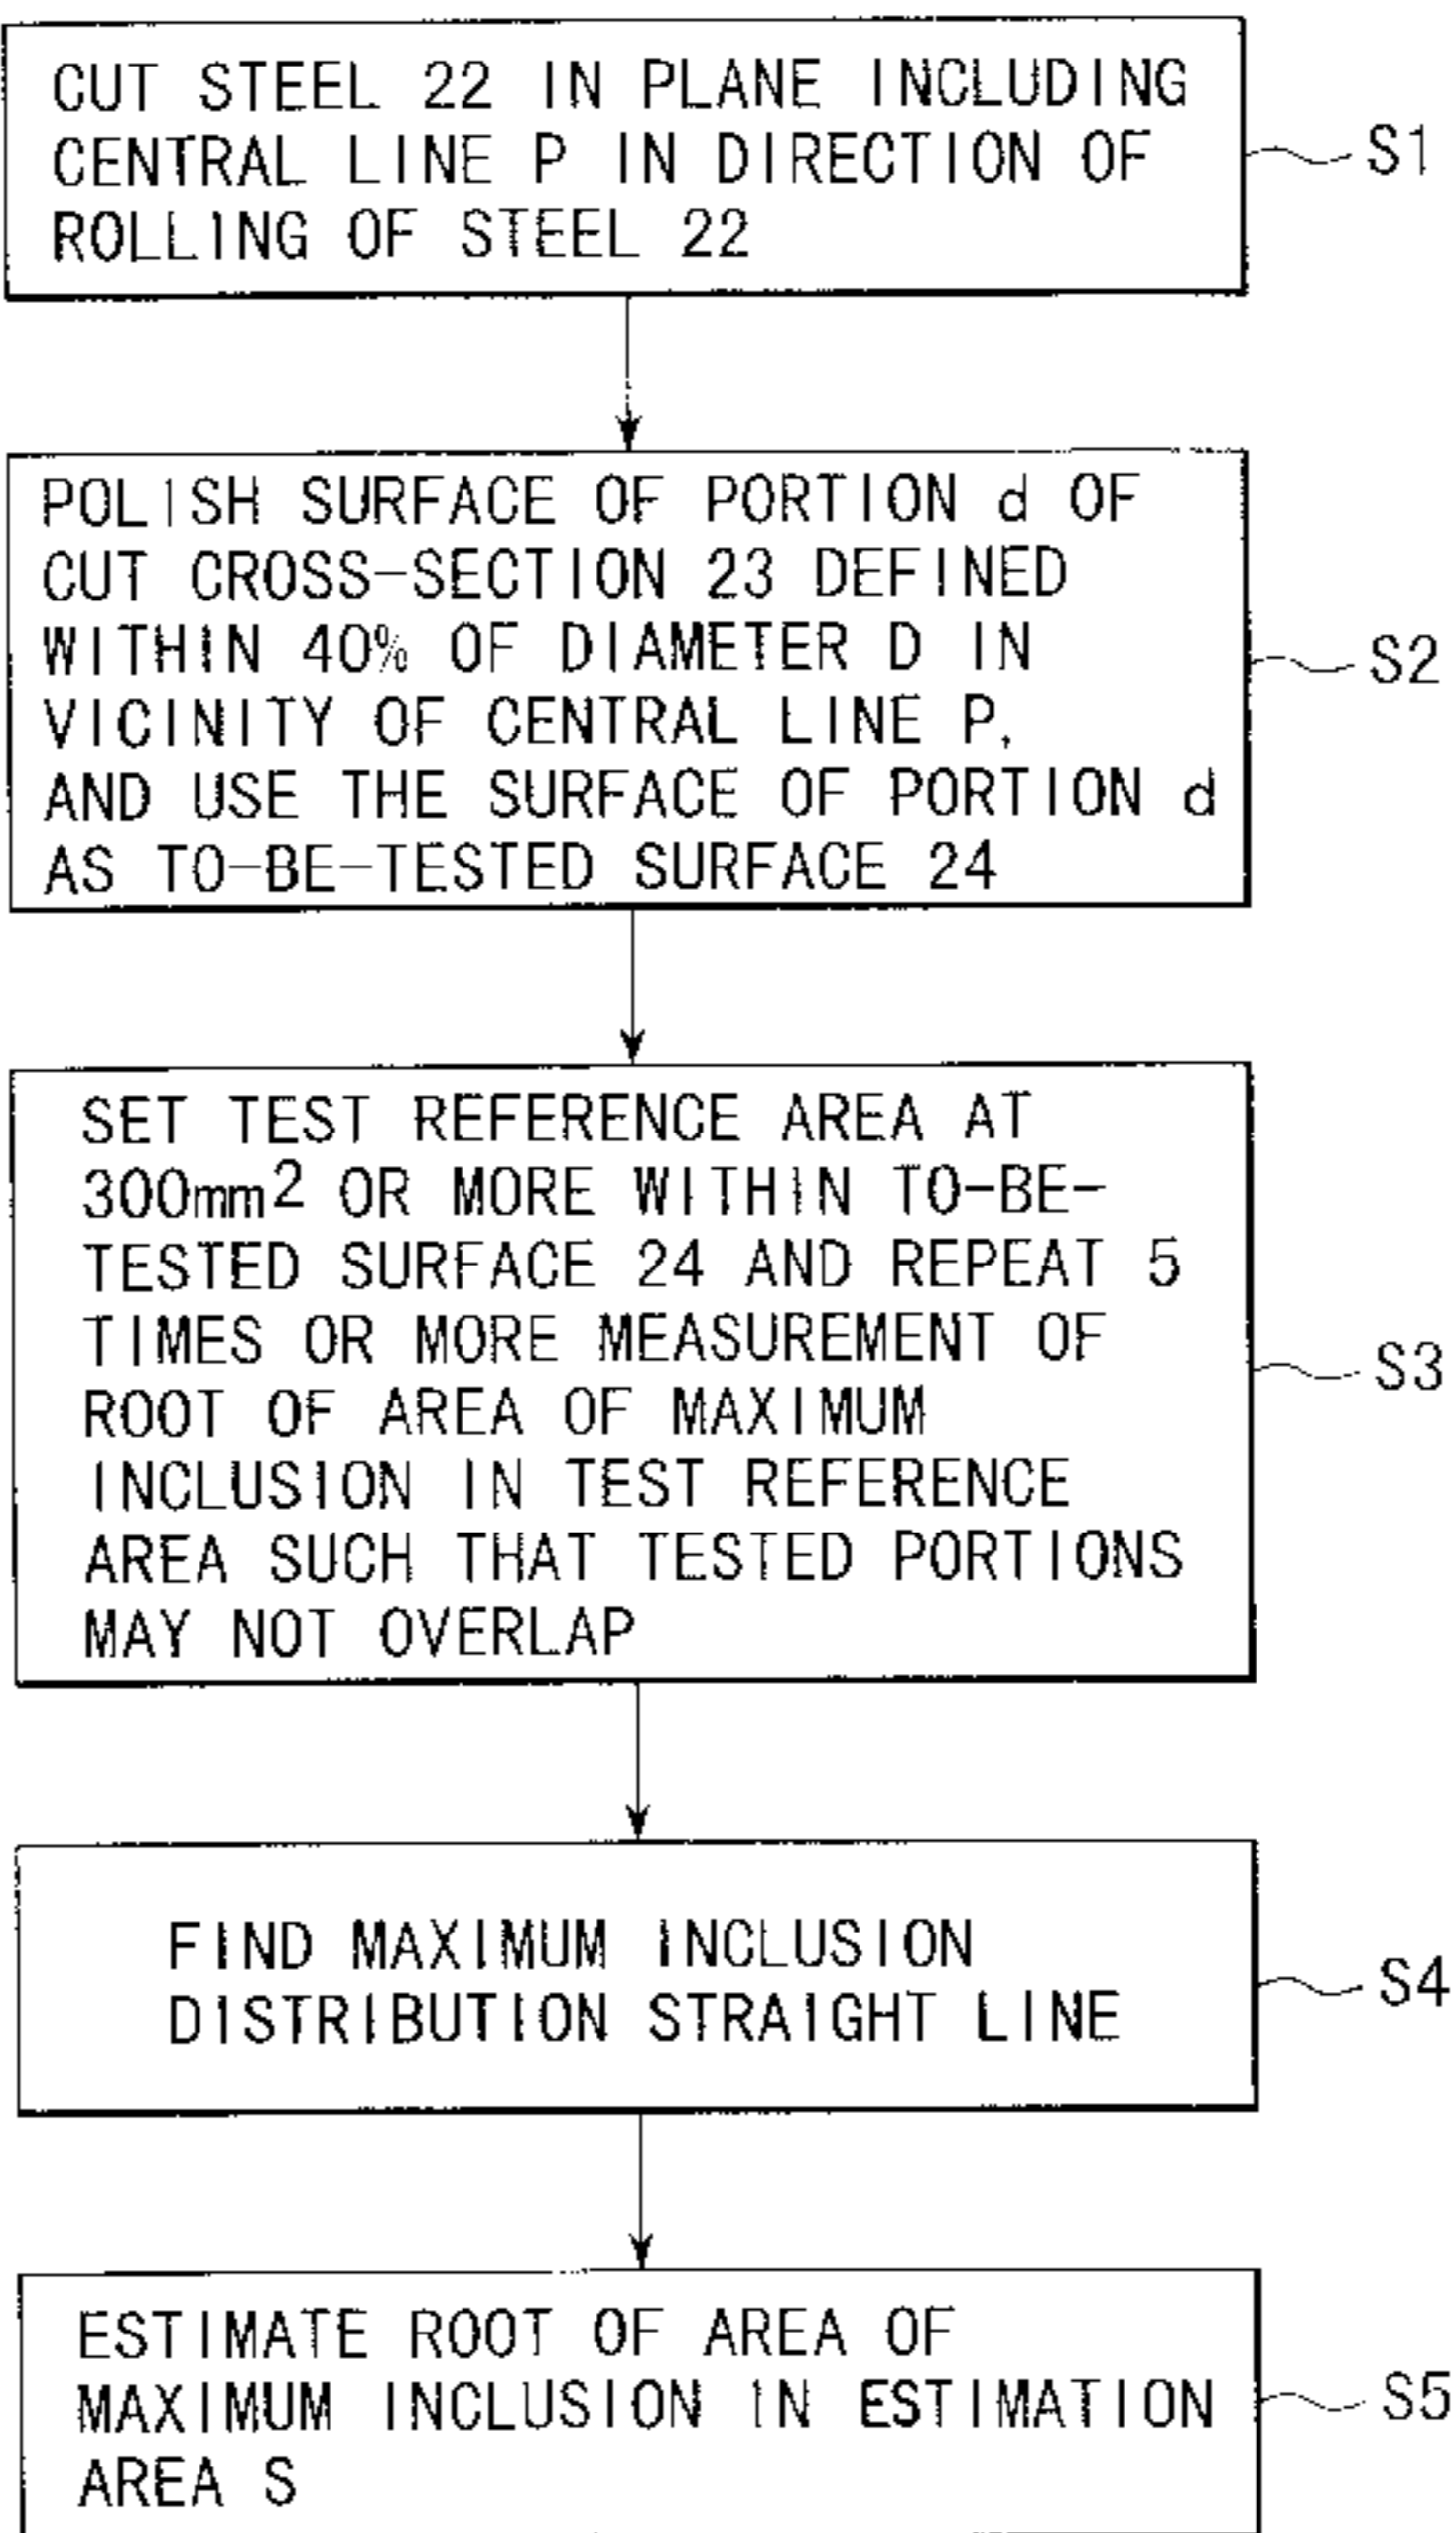 CUT STEEL 22 IN PLANE INCLUDING
CENTRAL LINE P IN DIRECTION OF
ROLLING OF STEEL 22
S1
POLISH SURFACE OF PORTION d OF
CUT CROSS-SECTION 23 DEFINED
WITHIN 40% OF DIAMETER D IN
VICINITY OF CENTRAL LINE P,
AND USE THE SURFACE OF PORTION d
AS TO-BE-TESTED SURFACE 24
S2
SET TEST REFERENCE AREA AT
300mm² OR MORE WITHIN TO-BE-
TESTED SURFACE 24 AND REPEAT 5
TIMES OR MORE MEASUREMENT OF
ROOT OF AREA OF MAXIMUM
INCLUSION IN TEST REFERENCE
AREA SUCH THAT TESTED PORTIONS
MAY NOT OVERLAP
S3
FIND MAXIMUM INCLUSION
DISTRIBUTION STRAIGHT LINE
S4
ESTIMATE ROOT OF AREA OF
MAXIMUM INCLUSION IN ESTIMATION
AREA S
S5